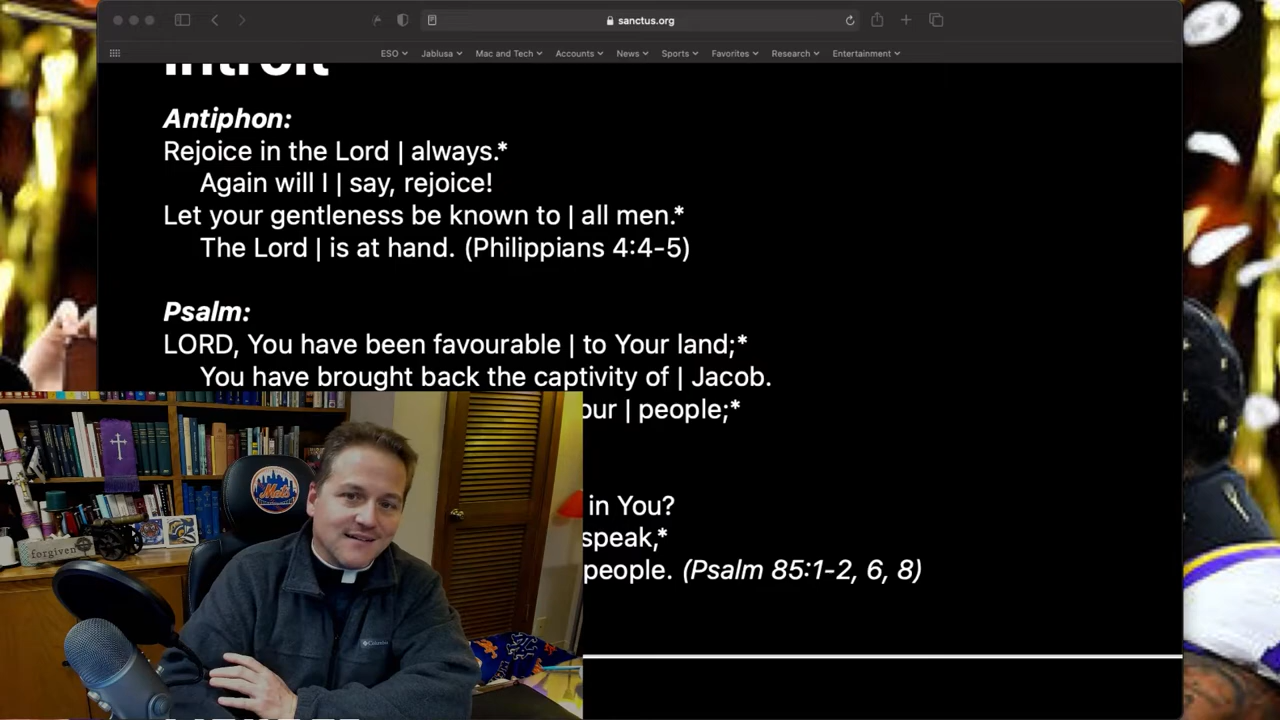 sanctus.org
ESO Jablusa Mac and Tech Accounts News Sports Favorites Research Entertainment
Introit
Antiphon:
Rejoice in the Lord | always.*
Again will I | say, rejoice!
Let your gentleness be known to | all men.*
The Lord | is at hand. (Philippians 4:4-5)
Psalm:
LORD, You have been favourable | to Your land;*
You have brought back the captivity of | Jacob.
our | people;*
in You?
speak,*
people. (Psalm 85:1-2, 6, 8)
Mets
forgiven
Columbia